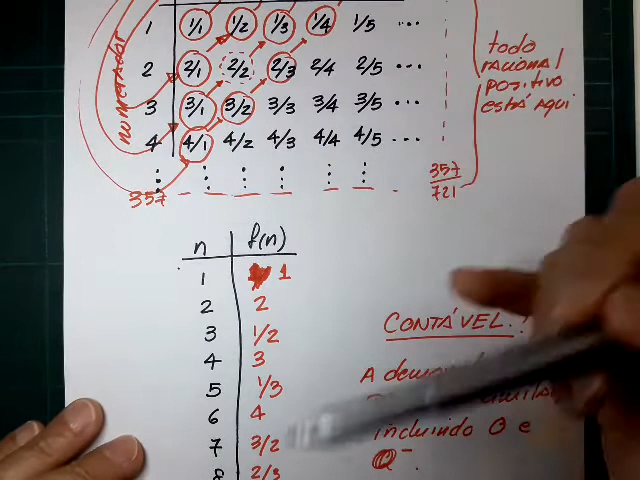 1 1/1 1/2 1/3 1/4 1/5 ...
2 2/1 2/2 2/3 2/4 2/5 ...
3 3/1 3/2 3/3 3/4 3/5
4 4/1 4/2 4/3 4/4 4/5 ...
357
357/721
todo
racional
positivo
está aqui
n f(n)
1 1
2 2
3 1/2
4 3
5 1/3
6 4
7 3/2
8 2/3
CONTÁVEL.
A
incluindo 0 e
Q⁻.